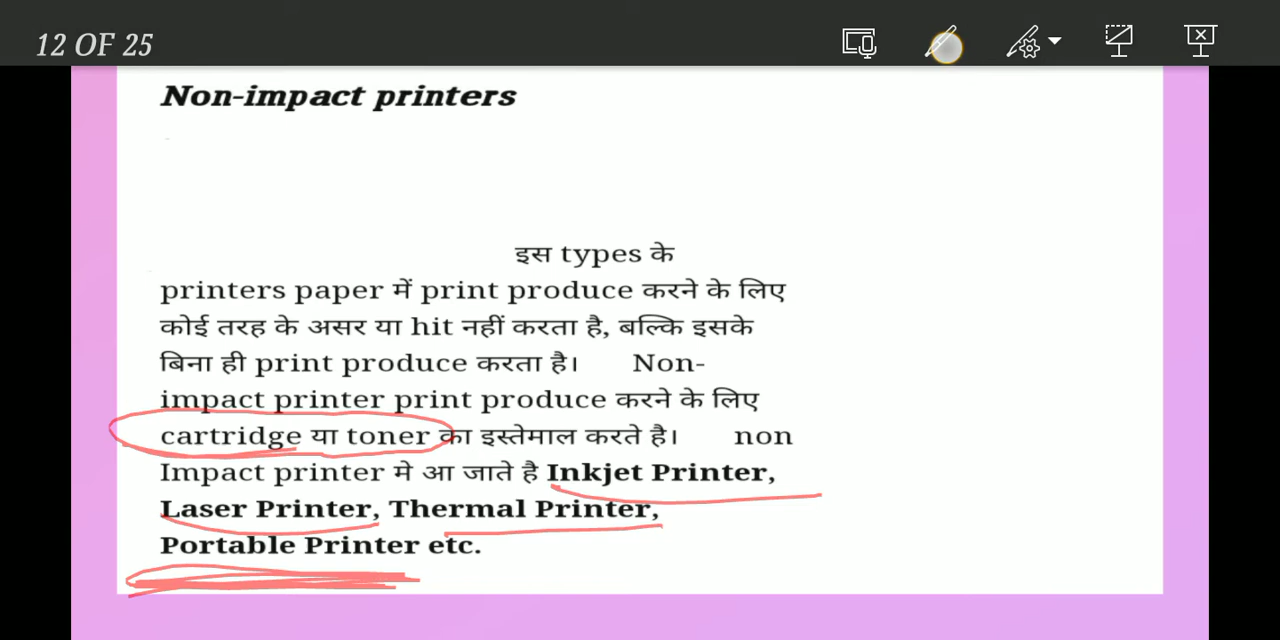 12 OF 25
Non-impact printers
इस types के
printers paper में print produce करने के लिए
कोई तरह के असर या hit नहीं करता है, बल्कि इसके
बिना ही print produce करता है। Non-
impact printer print produce करने के लिए
cartridge या toner का इस्तेमाल करते है। non
Impact printer मे आ जाते है Inkjet Printer,
Laser Printer, Thermal Printer,
Portable Printer etc.